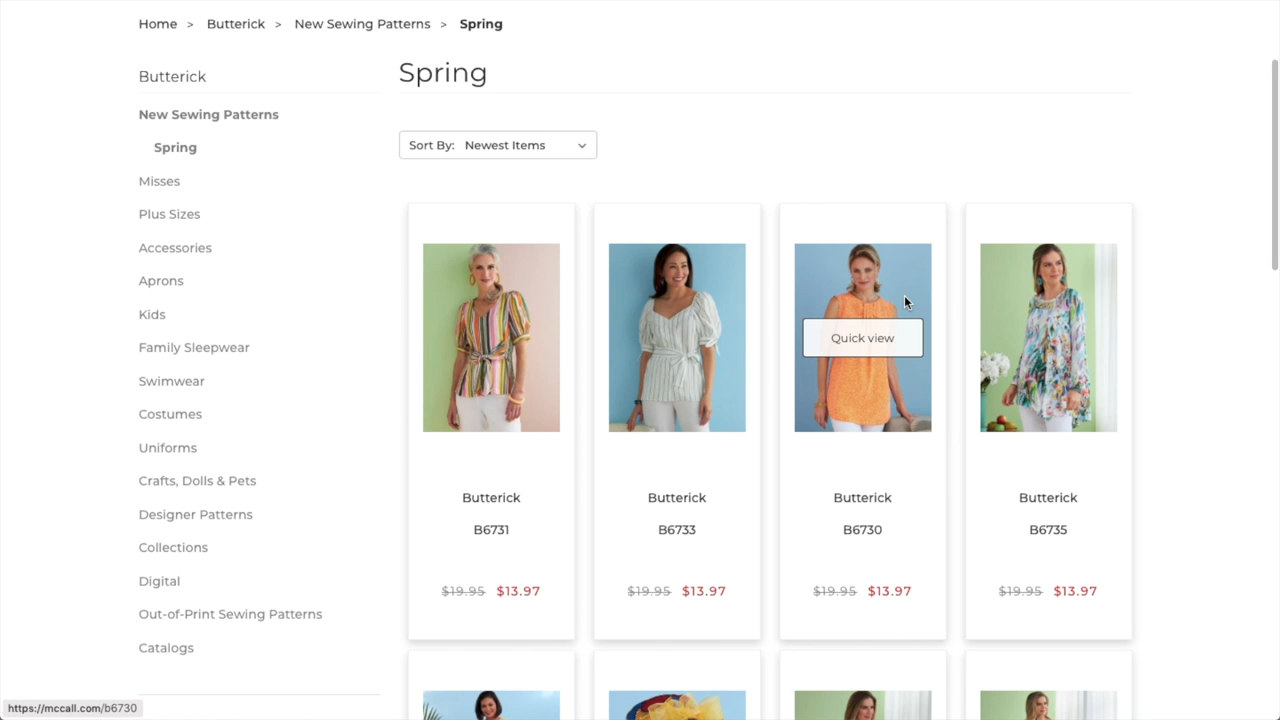 Home > Butterick > New Sewing Patterns > Spring
Butterick
New Sewing Patterns
Spring
Misses
Plus Sizes
Accessories
Aprons
Kids
Family Sleepwear
Swimwear
Costumes
Uniforms
Crafts, Dolls & Pets
Designer Patterns
Collections
Digital
Out-of-Print Sewing Patterns
Catalogs
Spring
Sort By: Newest Items
Quick view
Butterick
B6731
$19.95 $13.97
Butterick
B6733
$19.95 $13.97
Butterick
B6730
$19.95 $13.97
Butterick
B6735
$19.95 $13.97
https://mccall.com/b6730